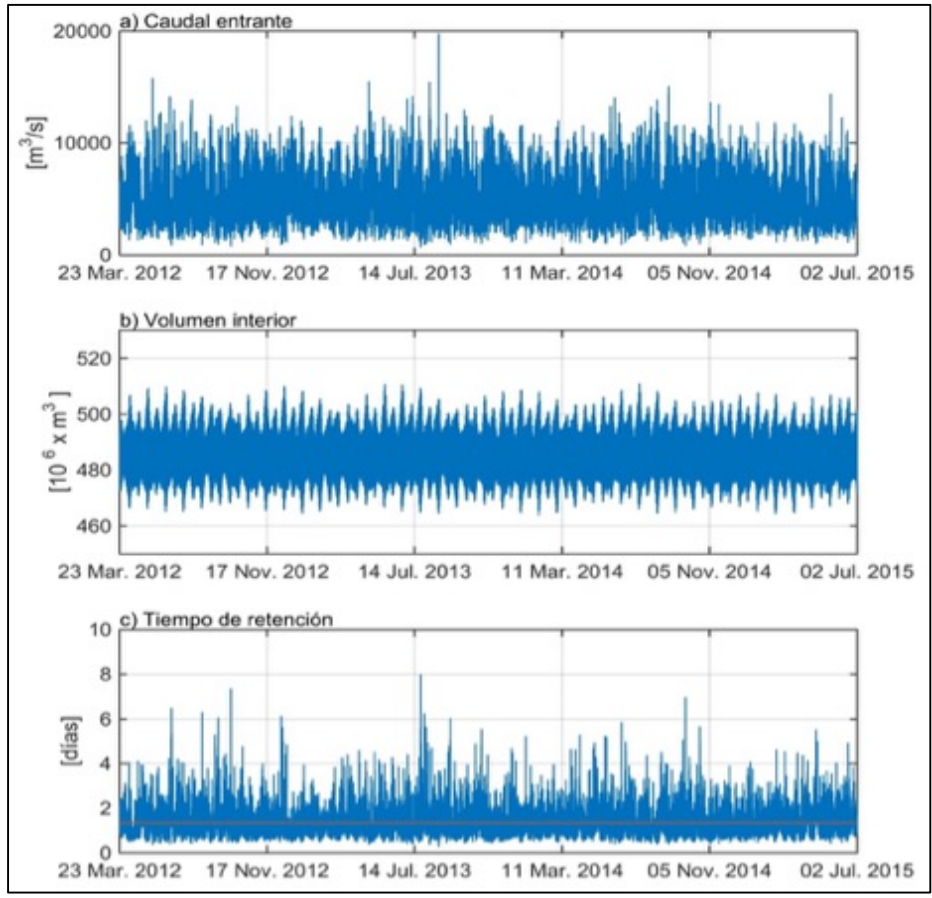 a) Caudal entrante
20000
10000
0
[m³/s]
23 Mar. 2012 17 Nov. 2012 14 Jul. 2013 11 Mar. 2014 05 Nov. 2014 02 Jul. 2015
b) Volumen interior
520
500
480
460
[10 ⁶ x m³ ]
23 Mar. 2012 17 Nov. 2012 14 Jul. 2013 11 Mar. 2014 05 Nov. 2014 02 Jul. 2015
c) Tiempo de retención
10
8
6
4
2
0
[días]
23 Mar. 2012 17 Nov. 2012 14 Jul. 2013 11 Mar. 2014 05 Nov. 2014 02 Jul. 2015